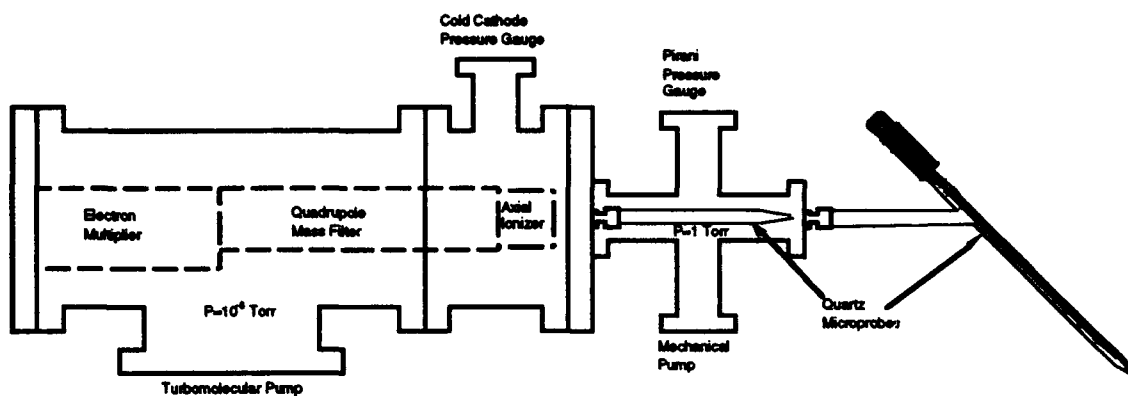 Cold Cathode
Pressure Gauge
Pirani
Pressure
Gauge
Electron
Multiplier
Quadrupole
Mass Filter
Axial
Ionizer
P=1 Torr
P=10⁻⁶ Torr
Quartz
Microprobes
Mechanical
Pump
Turbomolecular Pump